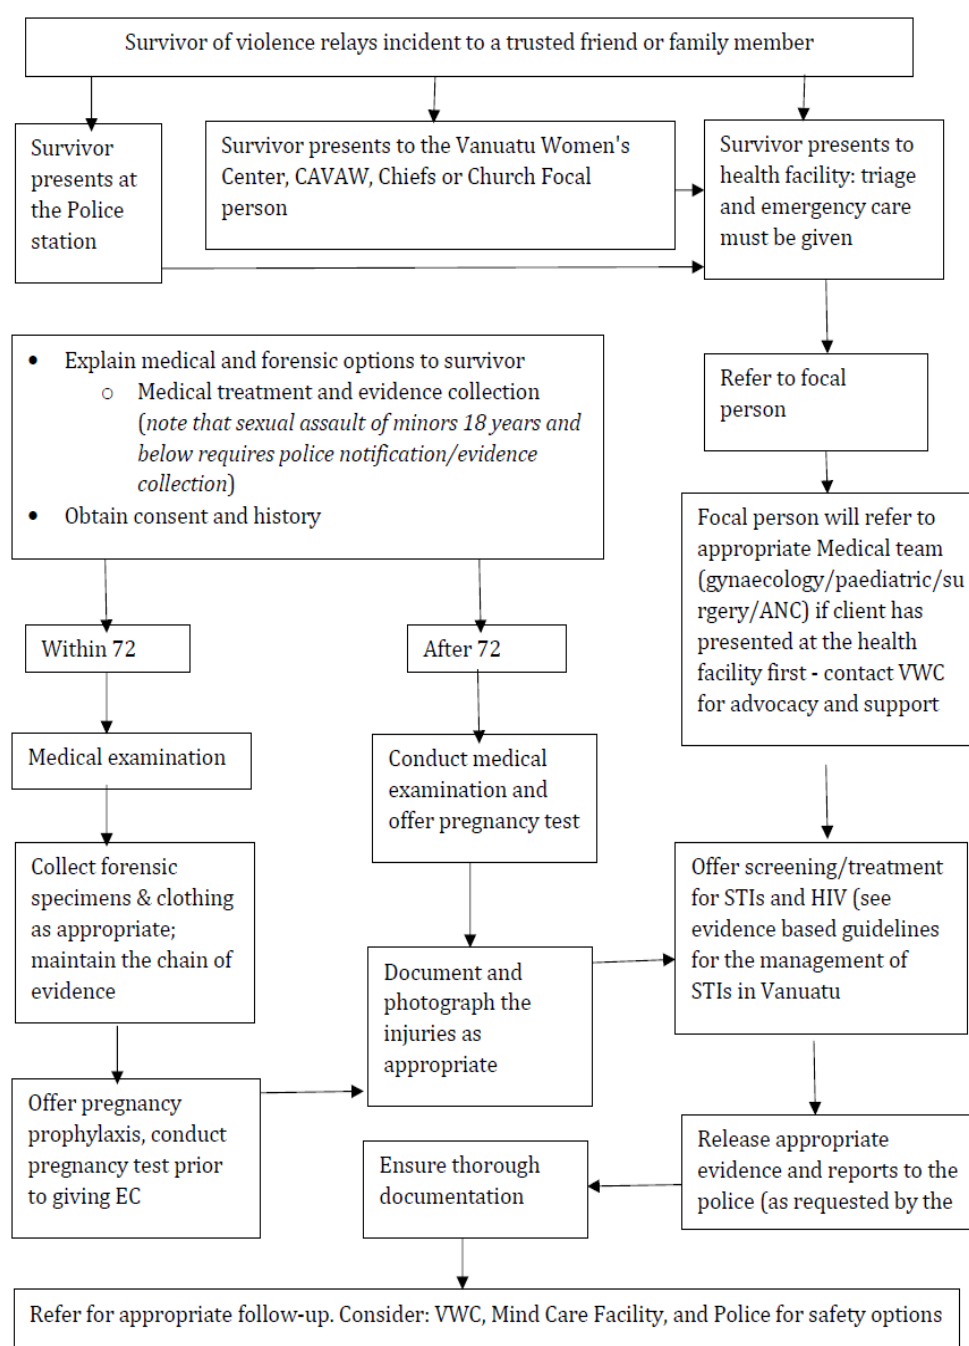 Survivor of violence relays incident to a trusted friend or family member
Survivor
presents at
the Police
station
Survivor presents to the Vanuatu Women's
Center, CAVAW, Chiefs or Church Focal
person
Survivor presents to
health facility: triage
and emergency care
must be given
• Explain medical and forensic options to survivor
o Medical treatment and evidence collection
(note that sexual assault of minors 18 years and
below requires police notification/evidence
collection)
• Obtain consent and history
Refer to focal
person
Focal person will refer to
appropriate Medical team
(gynaecology/paediatric/su
rgery/ANC) if client has
presented at the health
facility first - contact VWC
for advocacy and support
Within 72
After 72
Medical examination
Conduct medical
examination and
offer pregnancy test
Collect forensic
specimens & clothing
as appropriate;
maintain the chain of
evidence
Document and
photograph the
injuries as
appropriate
Offer screening/treatment
for STIs and HIV (see
evidence based guidelines
for the management of
STIs in Vanuatu
Offer pregnancy
prophylaxis, conduct
pregnancy test prior
to giving EC
Ensure thorough
documentation
Release appropriate
evidence and reports to the
police (as requested by the
Refer for appropriate follow-up. Consider: VWC, Mind Care Facility, and Police for safety options